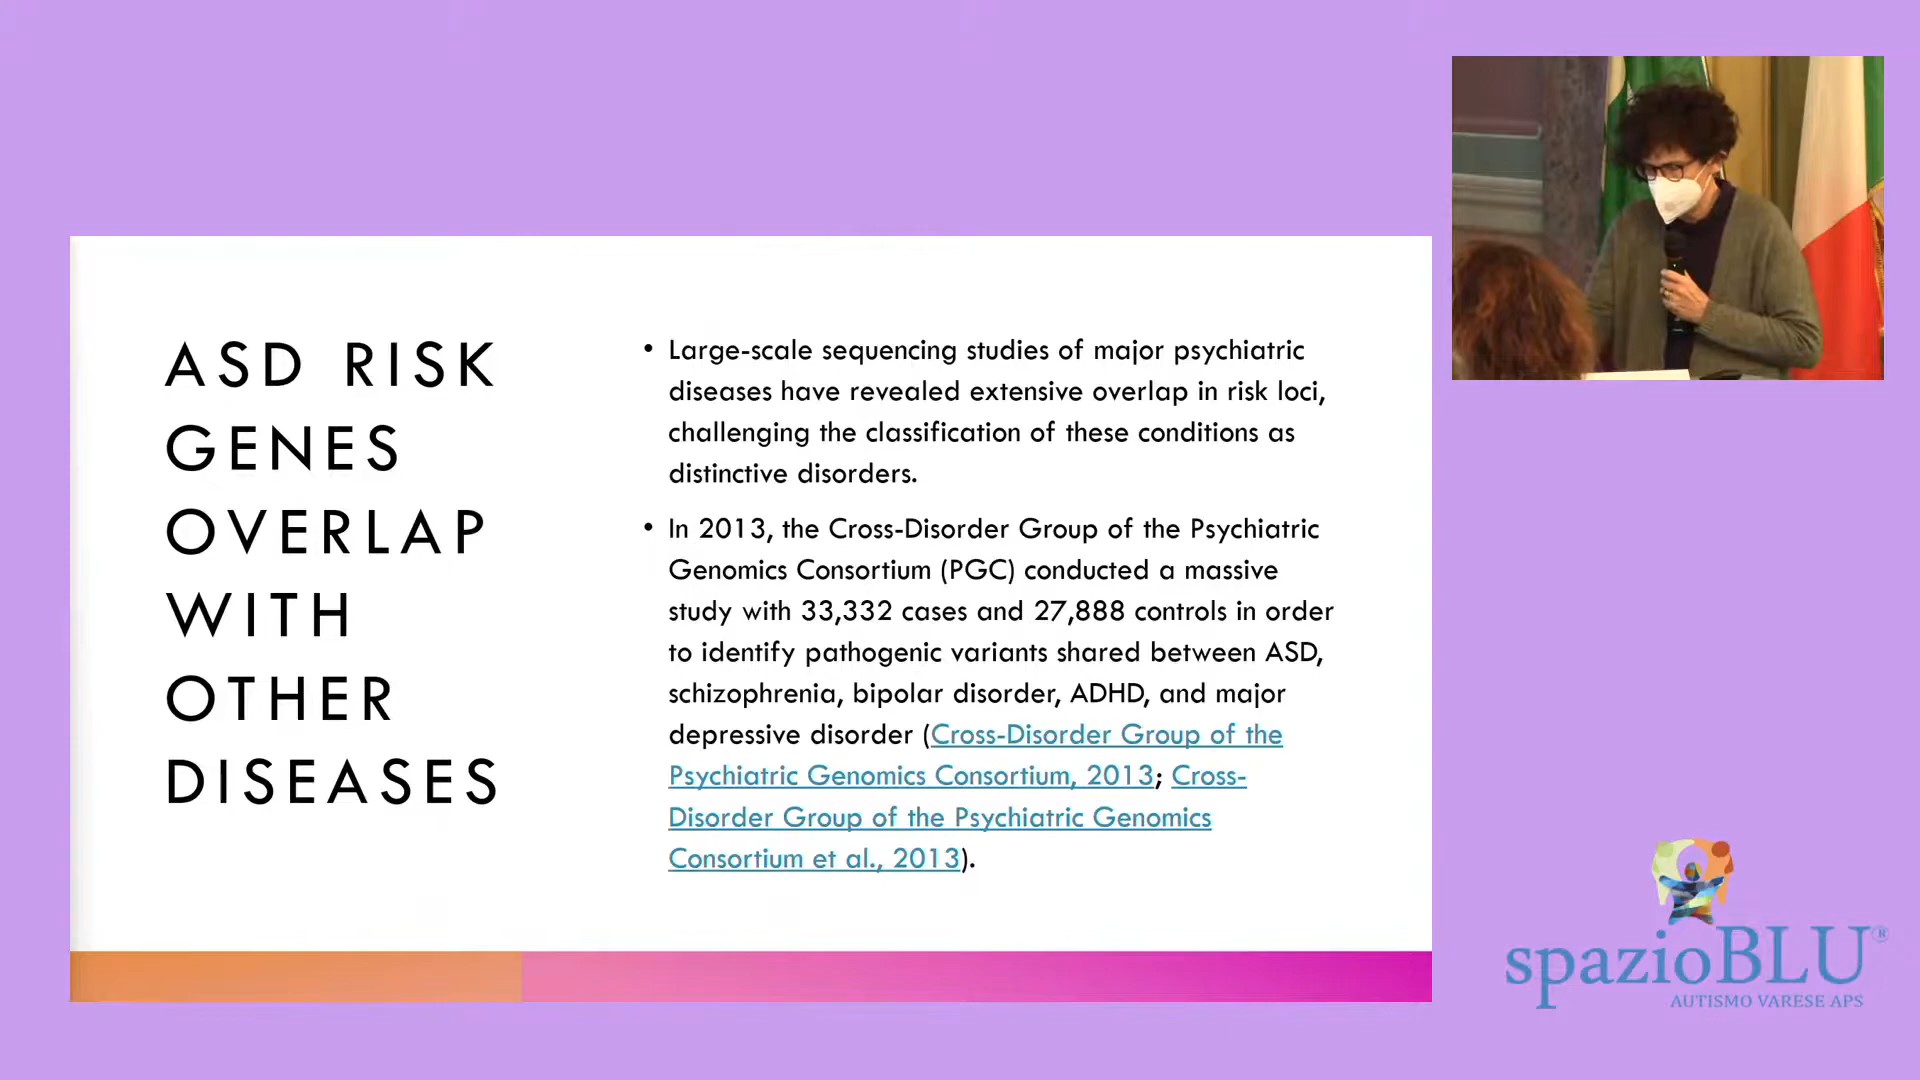 ASD RISK
GENES
OVERLAP
WITH
OTHER
DISEASES
• Large-scale sequencing studies of major psychiatric
diseases have revealed extensive overlap in risk loci,
challenging the classification of these conditions as
distinctive disorders.
• In 2013, the Cross-Disorder Group of the Psychiatric
Genomics Consortium (PGC) conducted a massive
study with 33,332 cases and 27,888 controls in order
to identify pathogenic variants shared between ASD,
schizophrenia, bipolar disorder, ADHD, and major
depressive disorder (Cross-Disorder Group of the
Psychiatric Genomics Consortium, 2013; Cross-
Disorder Group of the Psychiatric Genomics
Consortium et al., 2013).
spazioBLU®
AUTISMO VARESE APS